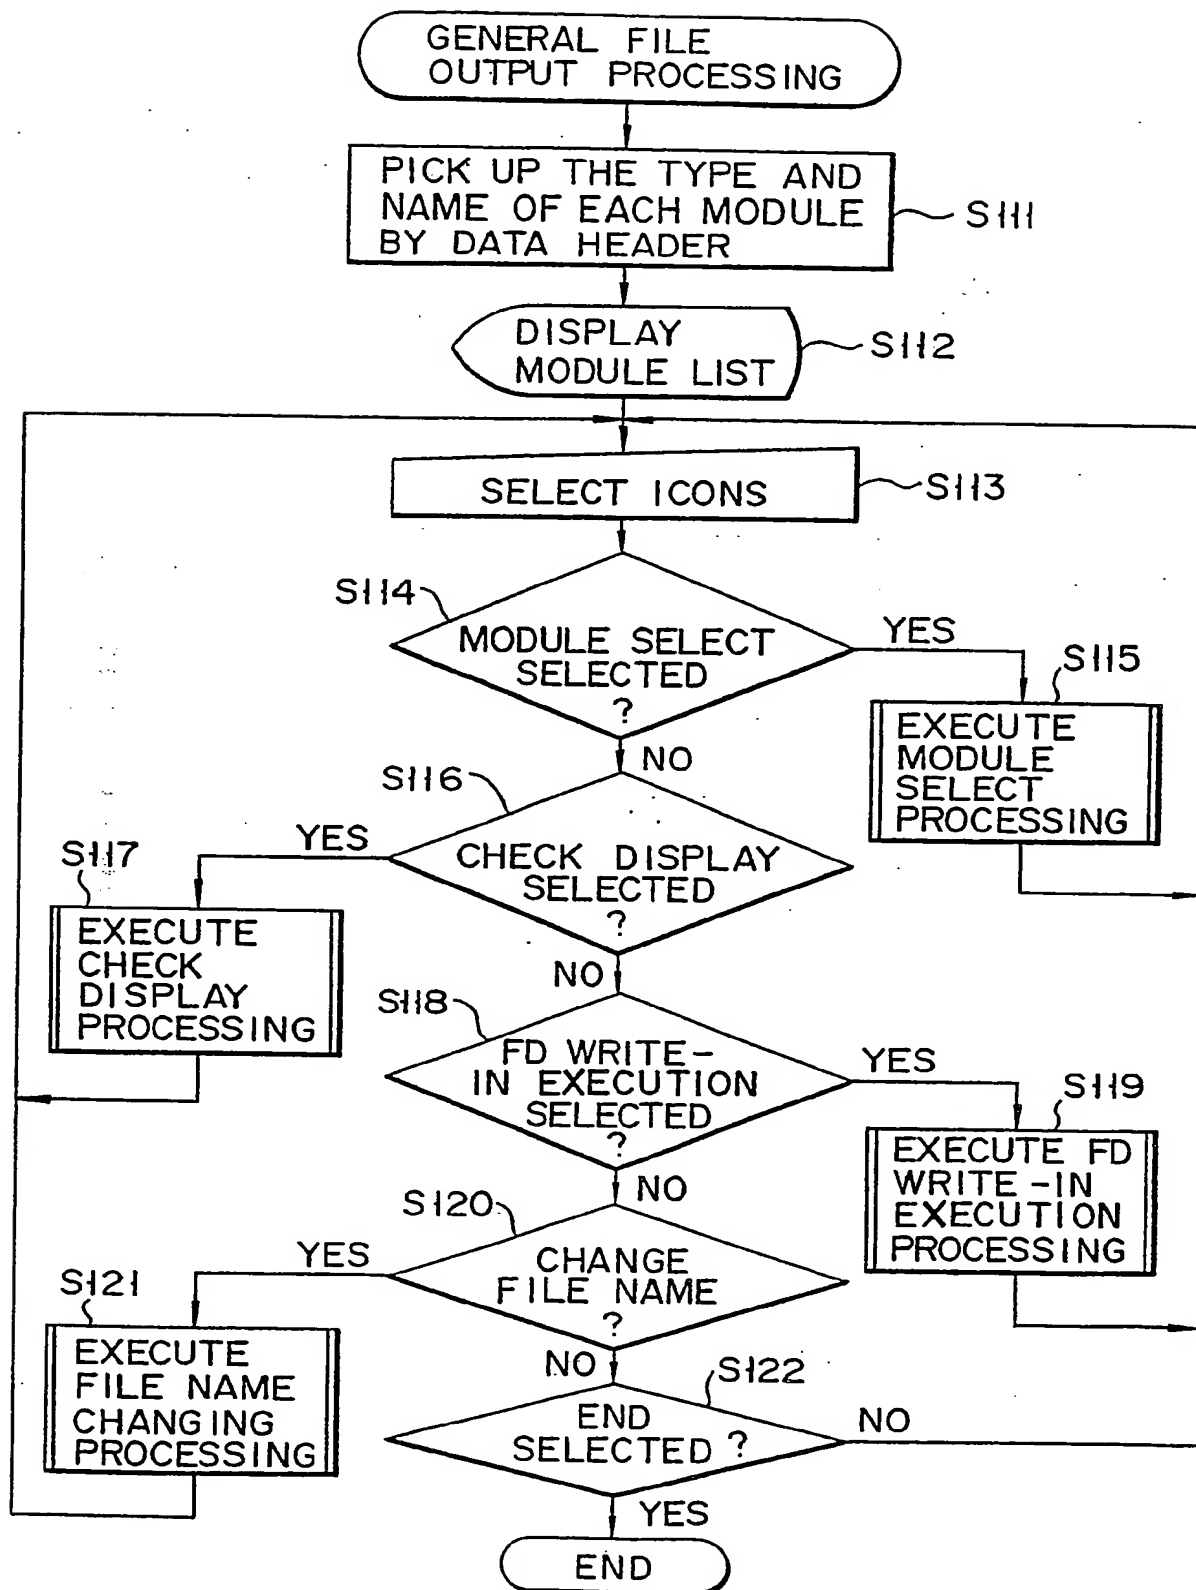 GENERAL FILE
OUTPUT PROCESSING
PICK UP THE TYPE AND
NAME OF EACH MODULE
BY DATA HEADER
S111
DISPLAY
MODULE LIST
S112
SELECT ICONS
S113
S114
MODULE SELECT
SELECTED
?
YES
NO
S115
EXECUTE
MODULE
SELECT
PROCESSING
S116
CHECK DISPLAY
SELECTED
?
YES
NO
S117
EXECUTE
CHECK
DISPLAY
PROCESSING
S118
FD WRITE-
IN EXECUTION
SELECTED
?
YES
NO
S119
EXECUTE FD
WRITE-IN
EXECUTION
PROCESSING
S120
CHANGE
FILE NAME
?
YES
NO
S121
EXECUTE
FILE NAME
CHANGING
PROCESSING
S122
END
SELECTED ?
NO
YES
END